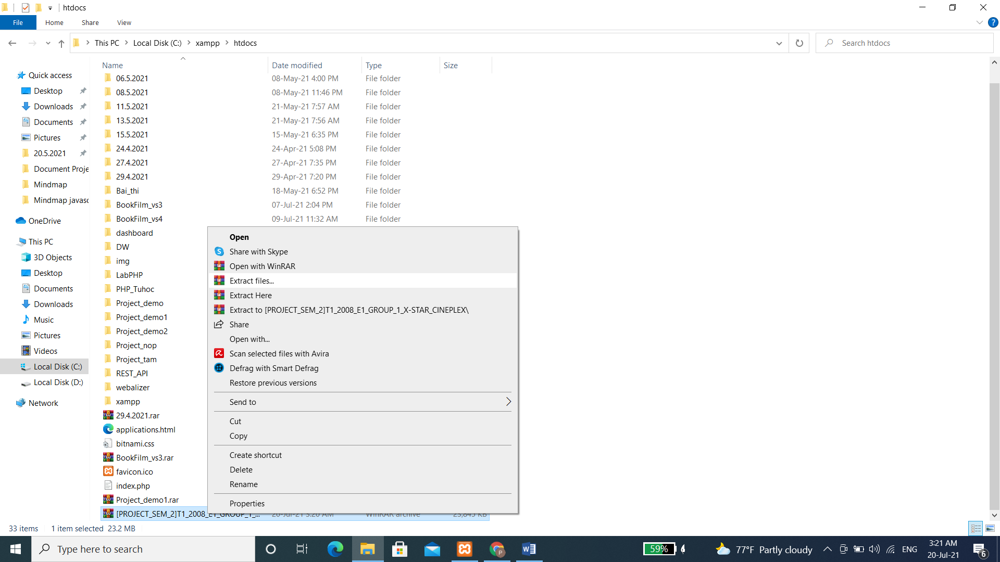 htdocs
File Home Share View
This PC Local Disk (C:) xampp htdocs
Search htdocs
Name Date modified Type Size
Quick access
Desktop
Downloads
Documents
Pictures
20.5.2021
Document Proje
Mindmap
Mindmap javasc
OneDrive
This PC
3D Objects
Desktop
Documents
Downloads
Music
Pictures
Videos
Local Disk (C:)
Local Disk (D:)
Network
06.5.2021 08-May-21 4:00 PM File folder
08.5.2021 08-May-21 11:46 PM File folder
11.5.2021 21-May-21 7:57 AM File folder
13.5.2021 21-May-21 7:56 AM File folder
15.5.2021 15-May-21 6:35 PM File folder
24.4.2021 24-Apr-21 5:08 PM File folder
27.4.2021 27-Apr-21 7:35 PM File folder
29.4.2021 29-Apr-21 7:20 PM File folder
Bai_thi 18-May-21 6:52 PM File folder
BookFilm_vs3 07-Jul-21 2:04 PM File folder
BookFilm_vs4 09-Jul-21 11:32 AM File folder
dashboard
DW
img
LabPHP
PHP_Tuhoc
Project_demo
Project_demo1
Project_demo2
Project_nop
Project_tam
REST_API
webalizer
xampp
29.4.2021.rar
applications.html
bitnami.css
BookFilm_vs3.rar
favicon.ico
index.php
Project_demo1.rar
[PROJECT_SEM_2]T1_2008_E1_GROUP_1_... 20-Jul-21 3:20 AM WinRAR archive 23,845 KB
Open
Share with Skype
Open with WinRAR
Extract files...
Extract Here
Extract to [PROJECT_SEM_2]T1_2008_E1_GROUP_1_X-STAR_CINEPLEX\
Share
Open with...
Scan selected files with Avira
Defrag with Smart Defrag
Restore previous versions
Send to
Cut
Copy
Create shortcut
Delete
Rename
Properties
33 items 1 item selected 23.2 MB
Type here to search
59%
77°F Partly cloudy
ENG
3:21 AM
20-Jul-21
6